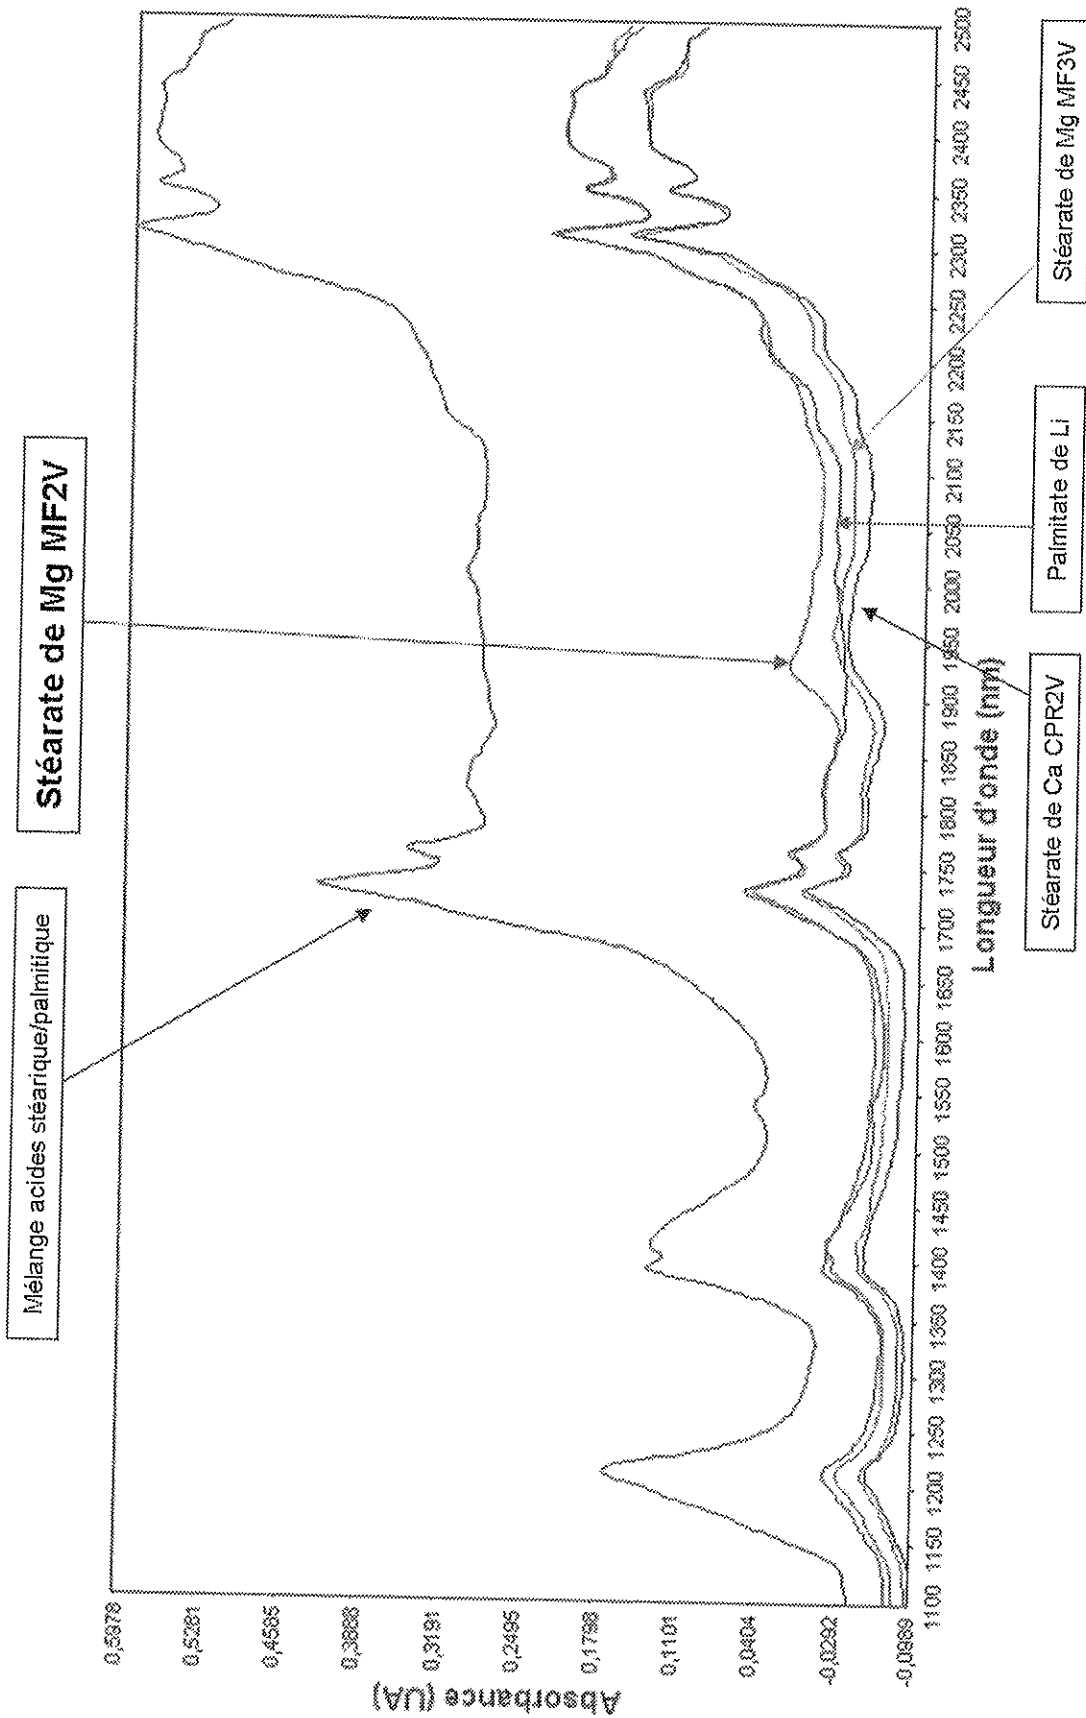 Mélange acides stéarique/palmitique
Stéarate de Mg MF2V
Absorbance (UA)
0,5978
0,5281
0,4585
0,3888
0,3191
0,2495
0,1798
0,1101
0,0404
-0,0292
-0,0989
1100 1150 1200 1250 1300 1350 1400 1450 1500 1550 1600 1650 1700 1750 1800 1850 1900 1950 2000 2050 2100 2150 2200 2250 2300 2350 2400 2450 2500
Longueur d'onde (nm)
Stéarate de Ca CPR2V
Palmitate de Li
Stéarate de Mg MF3V